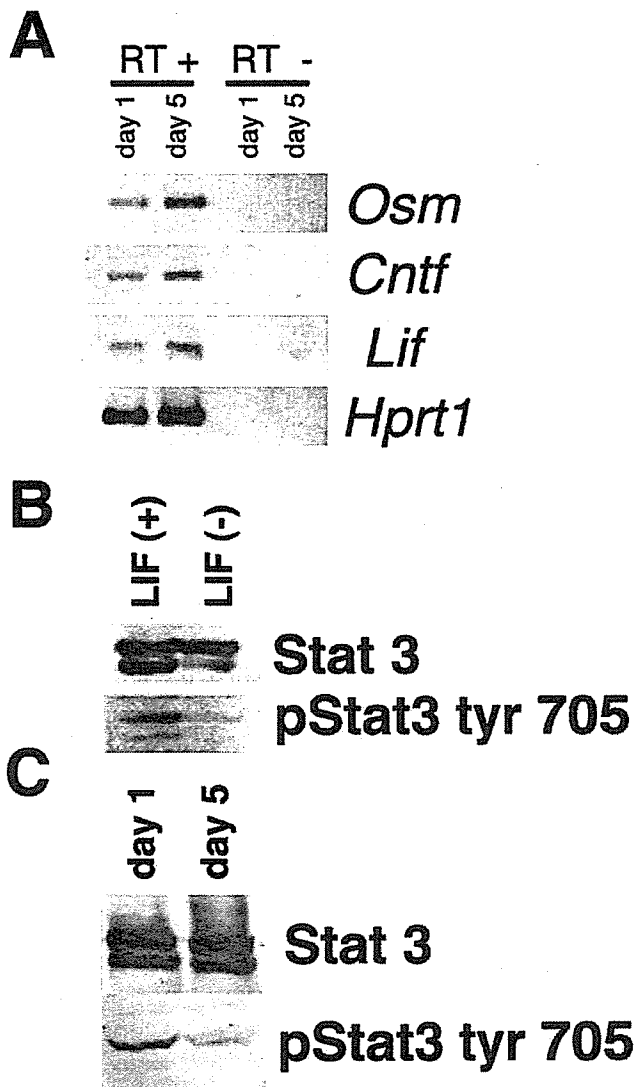 A
RT + RT -
day 1 day 5 day 1 day 5
Osm
Cntf
Lif
Hprt1
B
LIF (+) LIF (-)
Stat 3
pStat3 tyr 705
C
day 1 day 5
Stat 3
pStat3 tyr 705